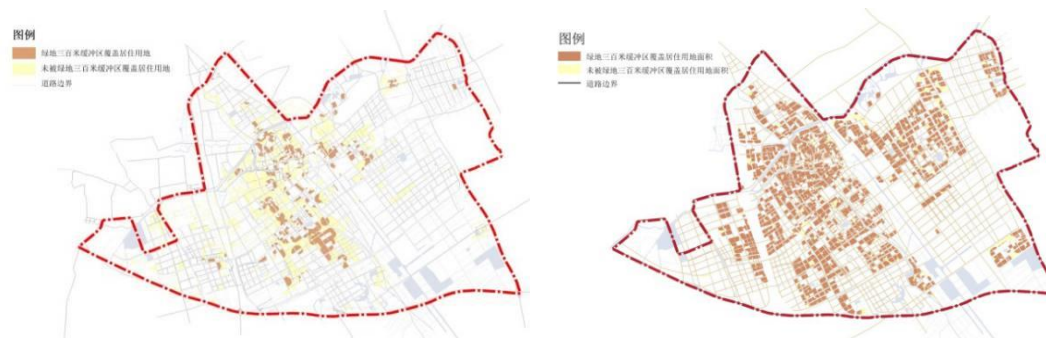 图例
绿地三百米缓冲区覆盖居住用地
未被绿地三百米缓冲区覆盖居住用地
道路边界
图例
绿地三百米缓冲区覆盖居住用地面积
未被绿地三百米缓冲区覆盖居住用地面积
道路边界